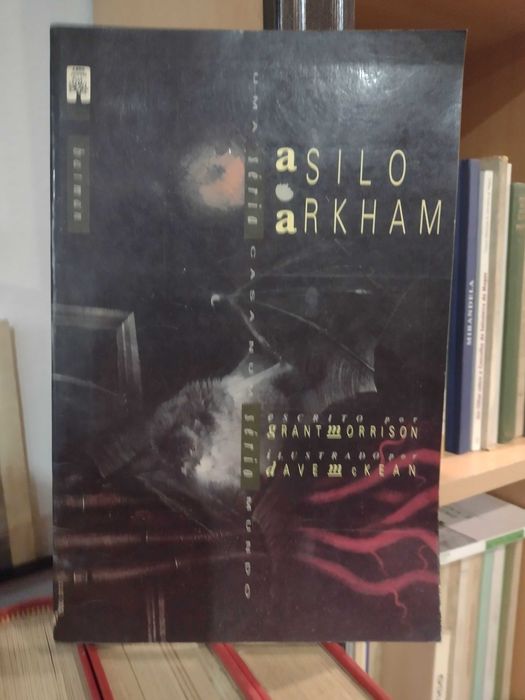 batman
UMA séria CASA NUM sério MUNDO
aSILO
aRKHAM
eSCRITO por
gRANT mORRISON
iLUSTRADO por
dAVE mcKEAN
MIRANDELA